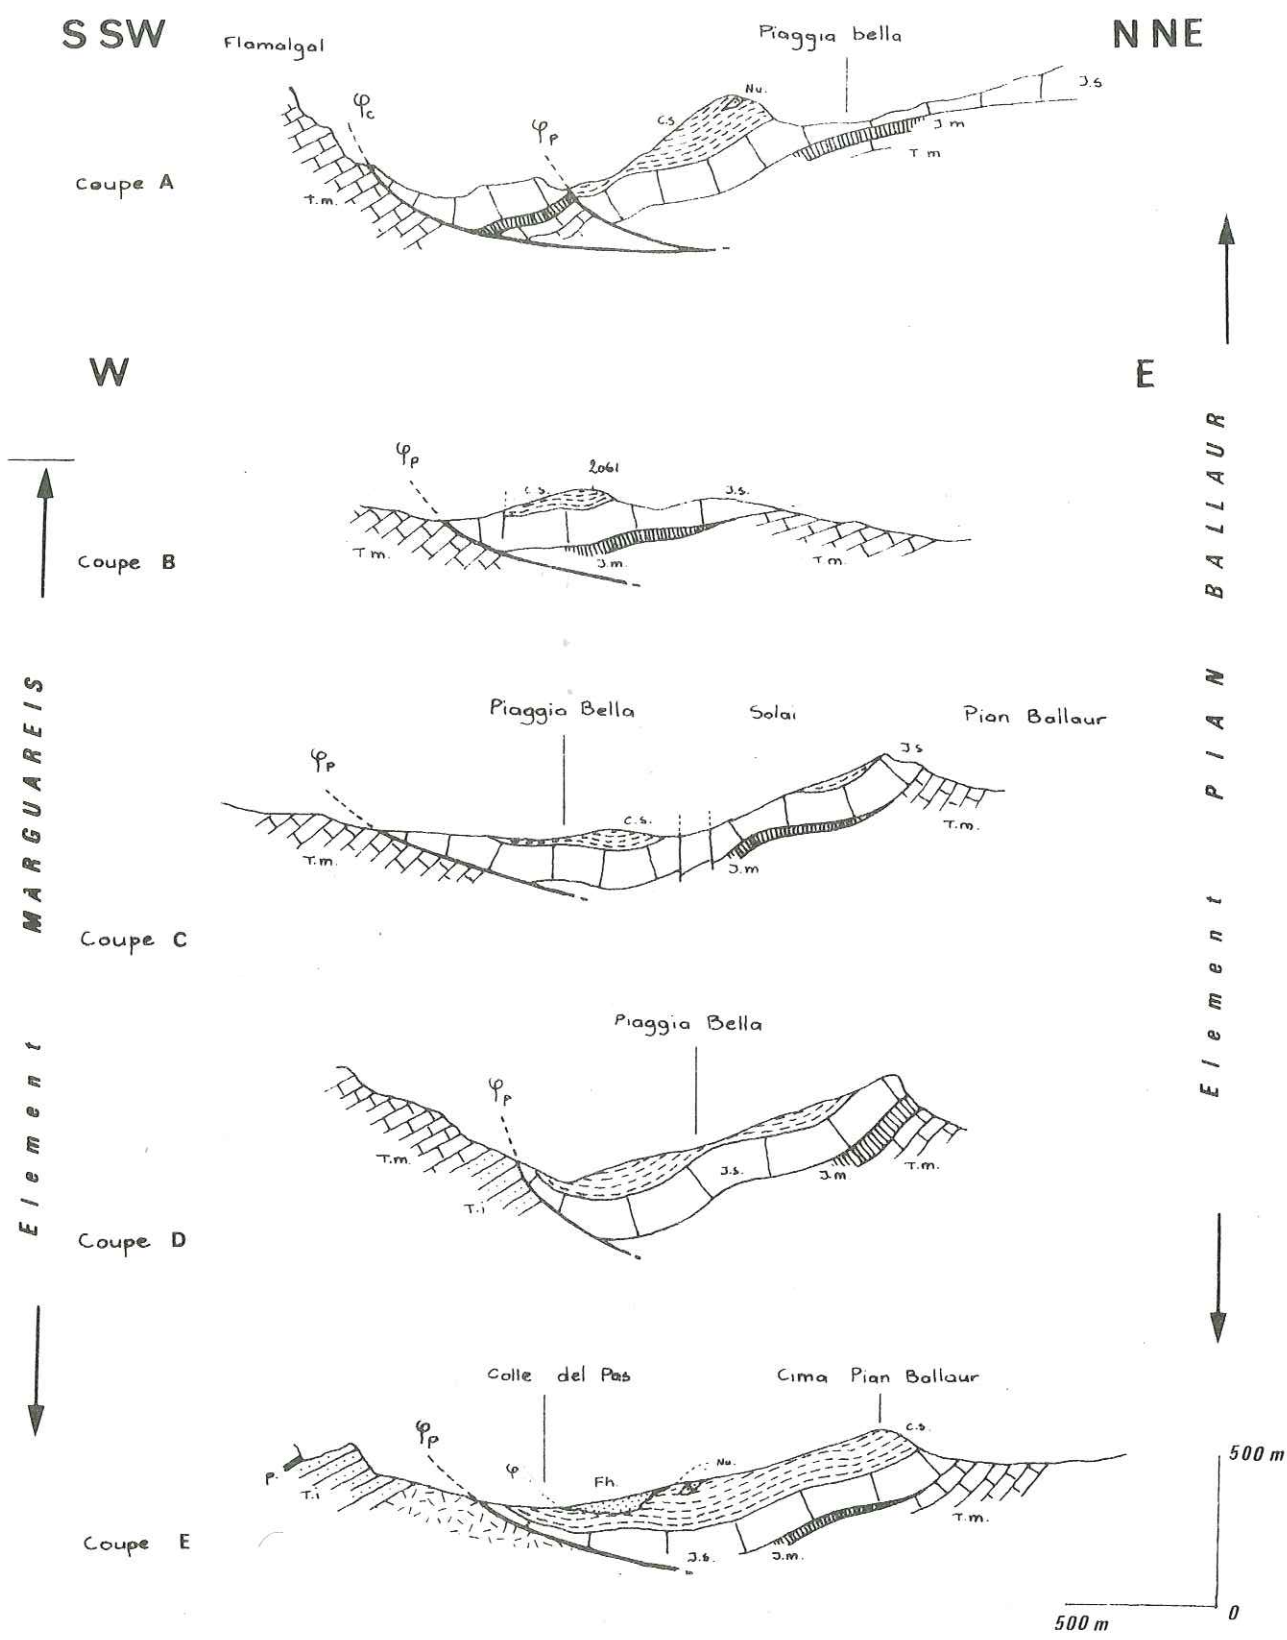 S SW
Flamalgal
Piaggia bella
N NE
φc
φp
C.S.
Nu.
J.s
J m
T m
Coupe A
T.m.
W
E
φp
2061
C.S.
J.s.
T m.
J.m.
T.m.
Coupe B
Piaggia Bella
Solai
Pian Ballaur
φp
C.S.
J s
T.m.
J.m
T.m.
Coupe C
Piaggia Bella
φp
T.m.
T.i
J.s.
J.m.
T.m.
Coupe D
Colle del Pas
Cima Pian Ballaur
φp
φ
Fh.
Nu.
C.S.
P.
T.i
J.s.
J.m.
T.m.
Coupe E
Element MARGUAREIS
Element PIAN BALLAUR
500 m
0
500 m